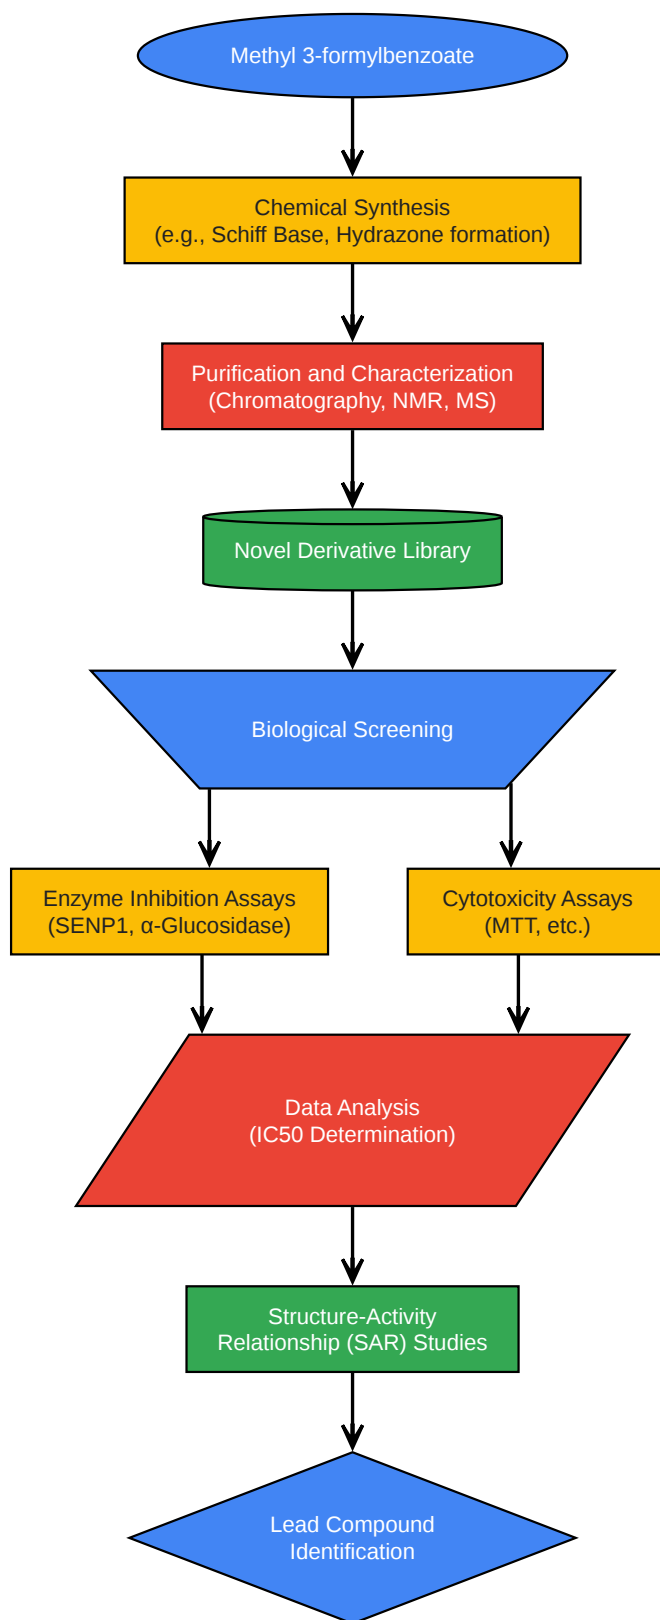 Methyl 3-formylbenzoate
Chemical Synthesis
(e.g., Schiff Base, Hydrazone formation)
Purification and Characterization
(Chromatography, NMR, MS)
Novel Derivative Library
Biological Screening
Enzyme Inhibition Assays
(SENP1, α-Glucosidase)
Cytotoxicity Assays
(MTT, etc.)
Data Analysis
(IC50 Determination)
Structure-Activity
Relationship (SAR) Studies
Lead Compound
Identification